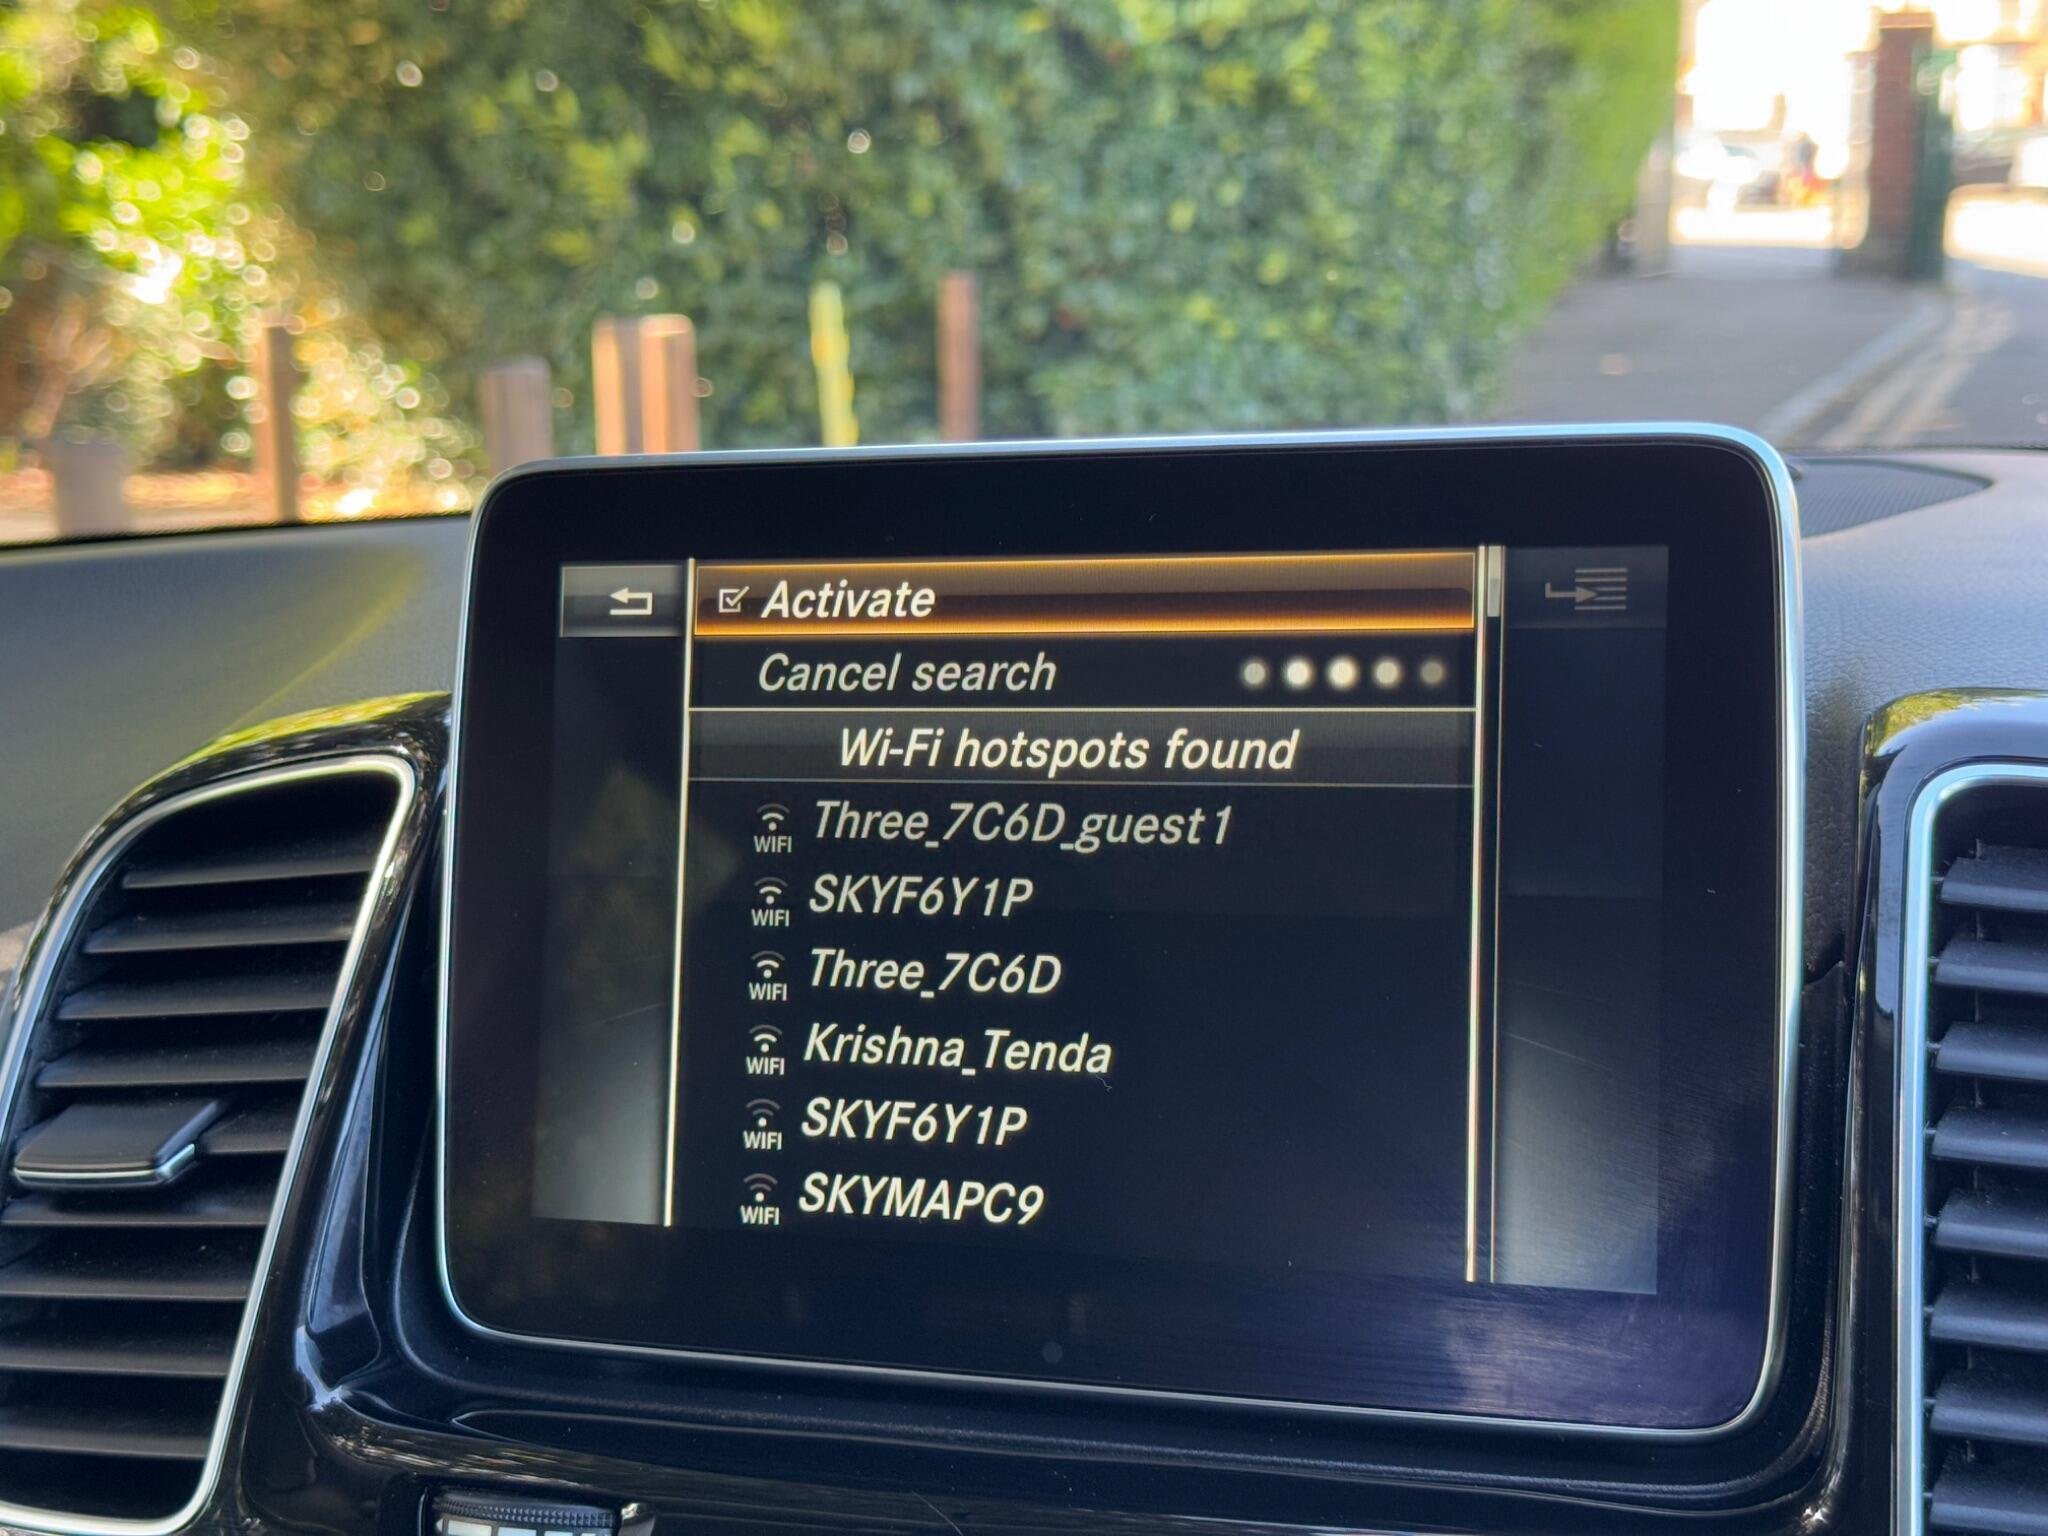 Activate
Cancel search
Wi-Fi hotspots found
WIFI Three_7C6D_guest1
WIFI SKYF6Y1P
WIFI Three_7C6D
WIFI Krishna_Tenda
WIFI SKYF6Y1P
WIFI SKYMAPC9